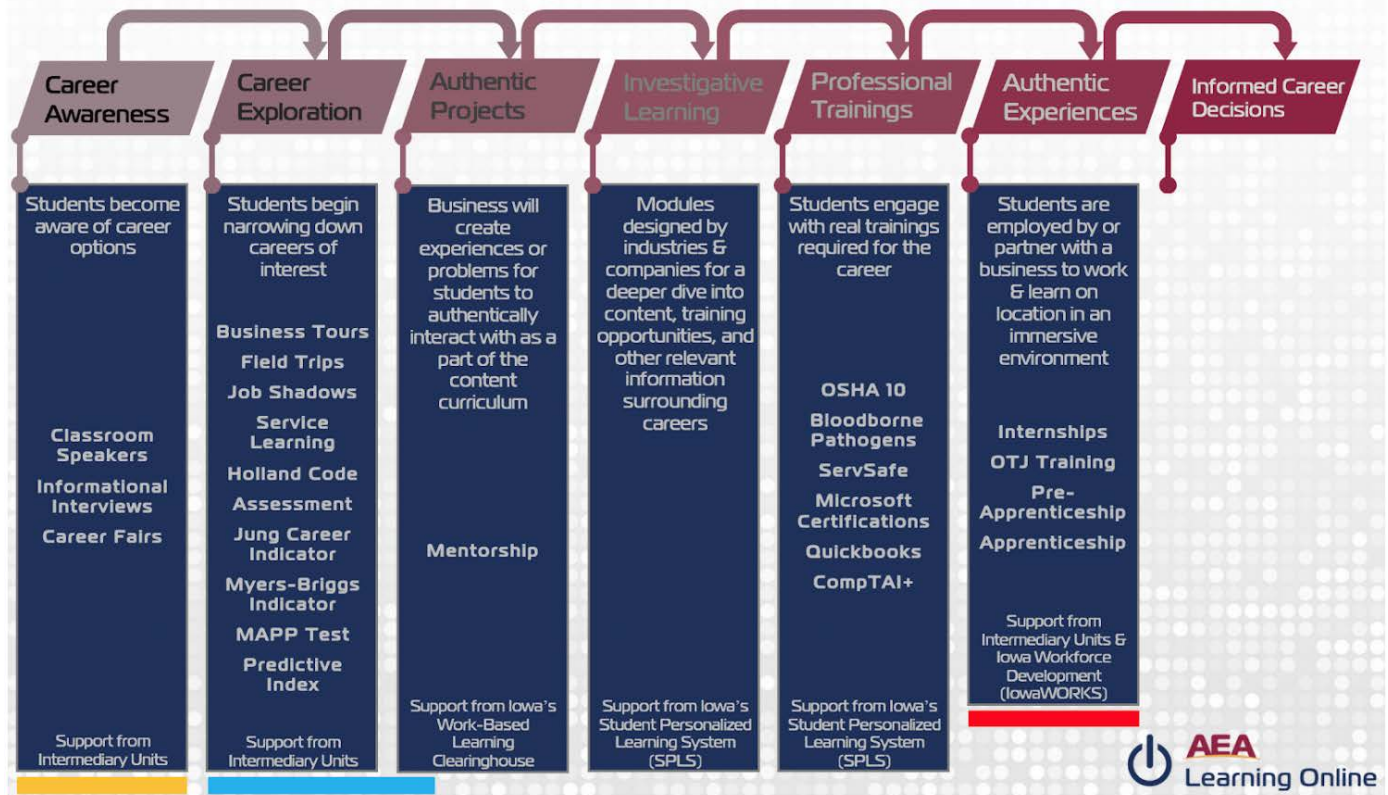 Career
Awareness
Career
Exploration
Authentic
Projects
Investigative
Learning
Professional
Trainings
Authentic
Experiences
Informed Career
Decisions
Students become
aware of career
options
Classroom
Speakers
Informational
Interviews
Career Fairs
Support from
Intermediary Units
Students begin
narrowing down
careers of
interest
Business Tours
Field Trips
Job Shadows
Service
Learning
Holland Code
Assessment
Jung Career
Indicator
Myers-Briggs
Indicator
MAPP Test
Predictive
Index
Support from
Intermediary Units
Business will
create
experiences or
problems for
students to
authentically
interact with as a
part of the
content
curriculum
Mentorship
Support from Iowa's
Work-Based
Learning
Clearinghouse
Modules
designed by
industries &
companies for a
deeper dive into
content, training
opportunities, and
other relevant
information
surrounding
careers
Support from Iowa's
Student Personalized
Learning System
(SPLS)
Students engage
with real trainings
required for the
career
OSHA 10
Bloodborne
Pathogens
ServSafe
Microsoft
Certifications
Quickbooks
CompTAI+
Support from Iowa's
Student Personalized
Learning System
(SPLS)
Students are
employed by or
partner with a
business to work
& learn on
location in an
immersive
environment
Internships
OTJ Training
Pre-
Apprenticeship
Apprenticeship
Support from
Intermediary Units &
Iowa Workforce
Development
(IowaWORKS)
AEA
Learning Online